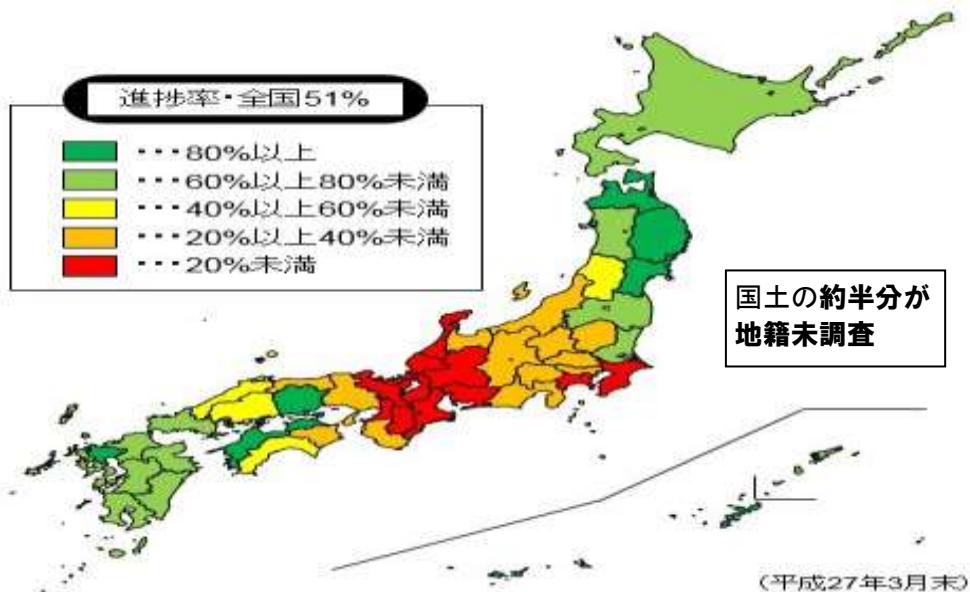 進捗率・全国51%
・・・80%以上
・・・60%以上80%未満
・・・40%以上60%未満
・・・20%以上40%未満
・・・20%未満
国土の約半分が
地籍未調査
(平成27年3月末)